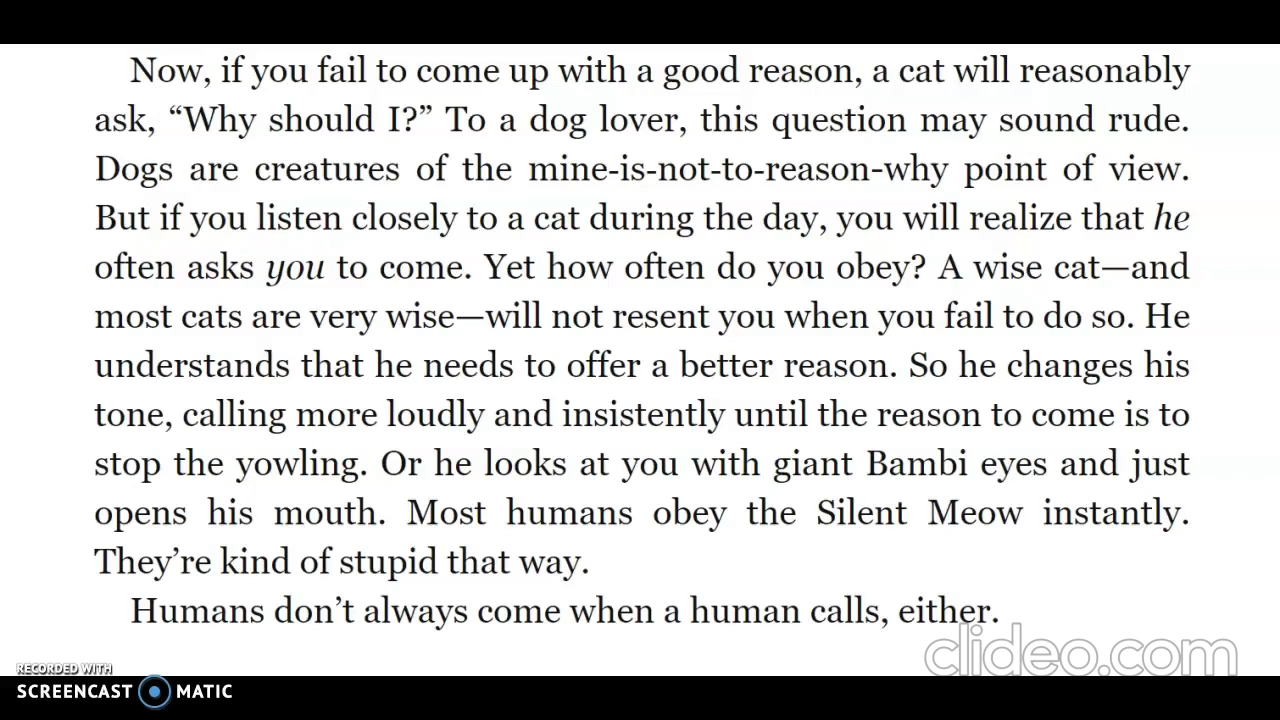 Now, if you fail to come up with a good reason, a cat will reasonably
ask, “Why should I?” To a dog lover, this question may sound rude.
Dogs are creatures of the mine-is-not-to-reason-why point of view.
But if you listen closely to a cat during the day, you will realize that he
often asks you to come. Yet how often do you obey? A wise cat—and
most cats are very wise—will not resent you when you fail to do so. He
understands that he needs to offer a better reason. So he changes his
tone, calling more loudly and insistently until the reason to come is to
stop the yowling. Or he looks at you with giant Bambi eyes and just
opens his mouth. Most humans obey the Silent Meow instantly.
They’re kind of stupid that way.
Humans don’t always come when a human calls, either.
clideo.com
RECORDED WITH
SCREENCAST MATIC